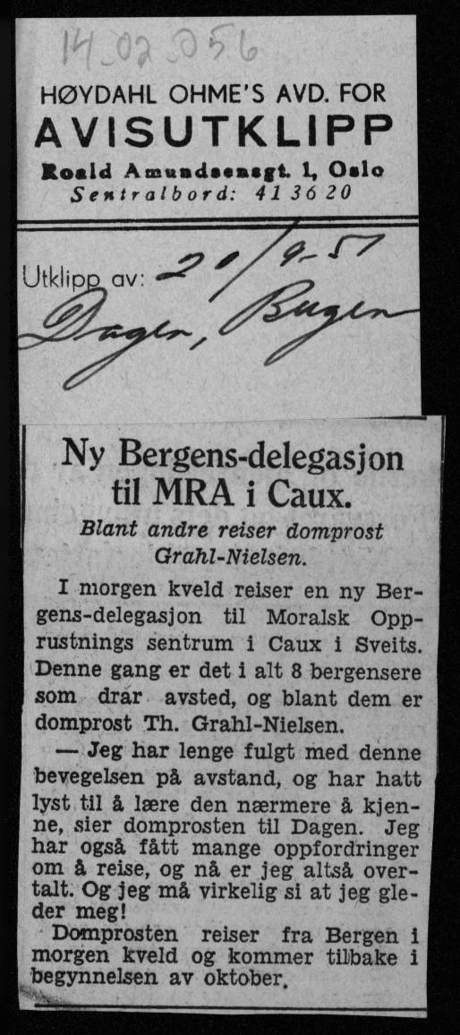 14.02.056
HØYDAHL OHME'S AVD. FOR
AVISUTKLIPP
Roald Amundsensgt. 1, Oslo
Sentralbord: 41 36 20
Utklipp av: 20/9-51
Dagen, Bergen
Ny Bergens-delegasjon
til MRA i Caux.
Blant andre reiser domprost
Grahl-Nielsen.
I morgen kveld reiser en ny Ber-
gens-delegasjon til Moralsk Opp-
rustnings sentrum i Caux i Sveits.
Denne gang er det i alt 8 bergensere
som drar avsted, og blant dem er
domprost Th. Grahl-Nielsen.
— Jeg har lenge fulgt med denne
bevegelsen på avstand, og har hatt
lyst til å lære den nærmere å kjen-
ne, sier domprosten til Dagen. Jeg
har også fått mange oppfordringer
om å reise, og nå er jeg altså over-
talt. Og jeg må virkelig si at jeg gle-
der meg!
Domprosten reiser fra Bergen i
morgen kveld og kommer tilbake i
begynnelsen av oktober.